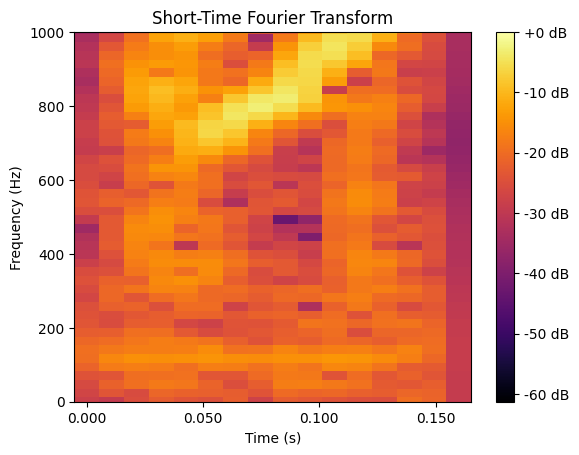 Short-Time Fourier Transform
1000
800
600
400
200
0
Frequency (Hz)
0.000
0.050
0.100
0.150
Time (s)
+0 dB
-10 dB
-20 dB
-30 dB
-40 dB
-50 dB
-60 dB